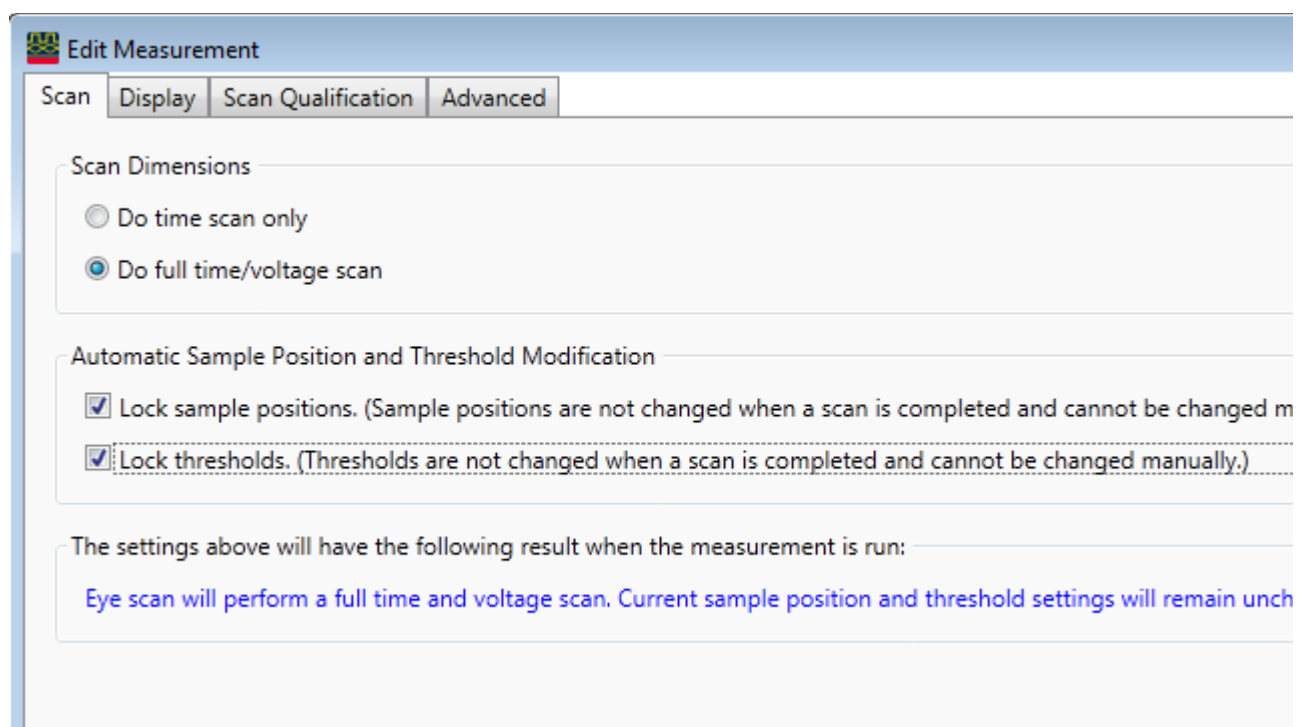 Edit Measurement
Scan Display Scan Qualification Advanced
Scan Dimensions
Do time scan only
Do full time/voltage scan
Automatic Sample Position and Threshold Modification
Lock sample positions. (Sample positions are not changed when a scan is completed and cannot be changed m
Lock thresholds. (Thresholds are not changed when a scan is completed and cannot be changed manually.)
The settings above will have the following result when the measurement is run:
Eye scan will perform a full time and voltage scan. Current sample position and threshold settings will remain unch